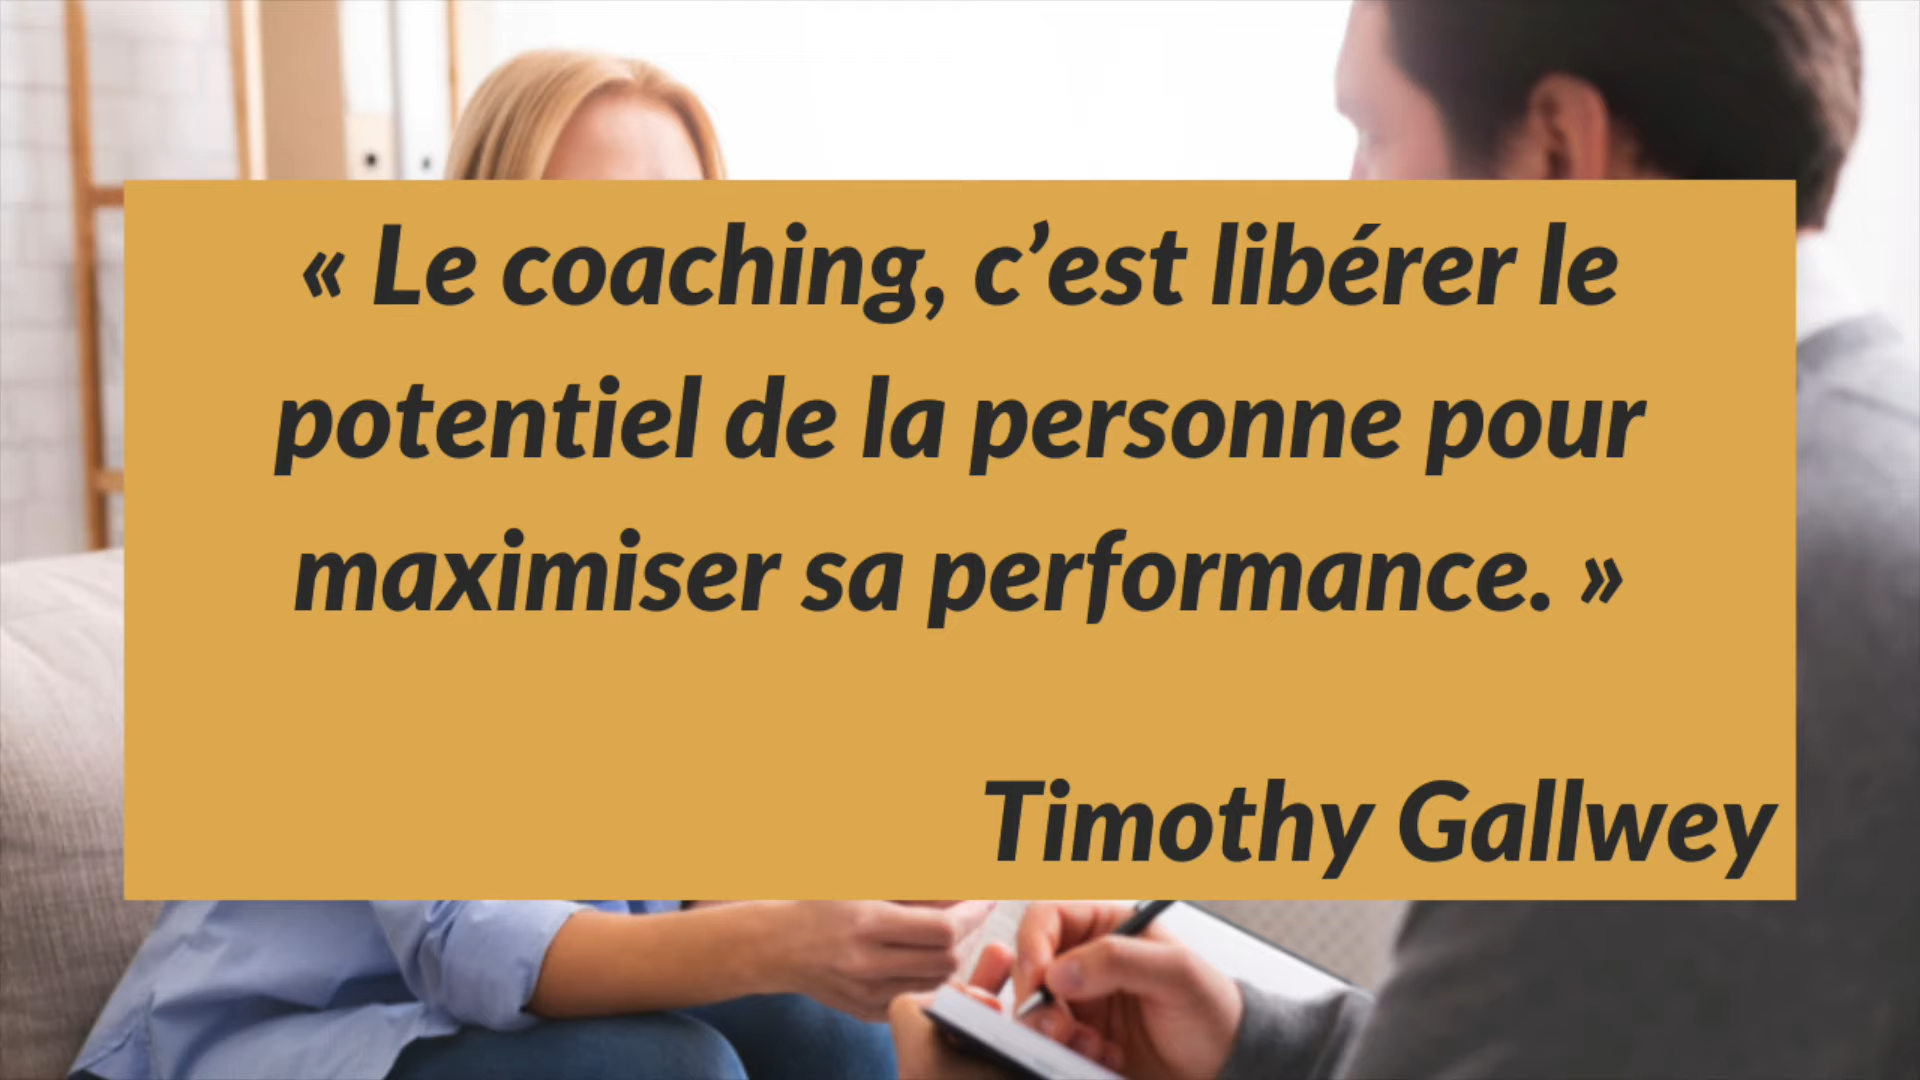 « Le coaching, c’est libérer le
potentiel de la personne pour
maximiser sa performance. »
Timothy Gallwey